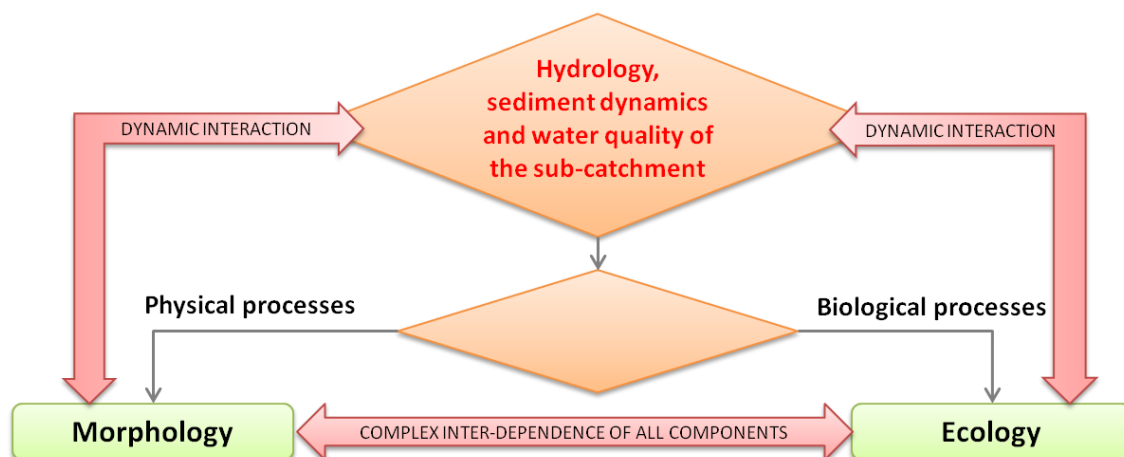 Hydrology,
sediment dynamics
and water quality of
the sub-catchment
DYNAMIC INTERACTION
DYNAMIC INTERACTION
Physical processes
Biological processes
Morphology
COMPLEX INTER-DEPENDENCE OF ALL COMPONENTS
Ecology